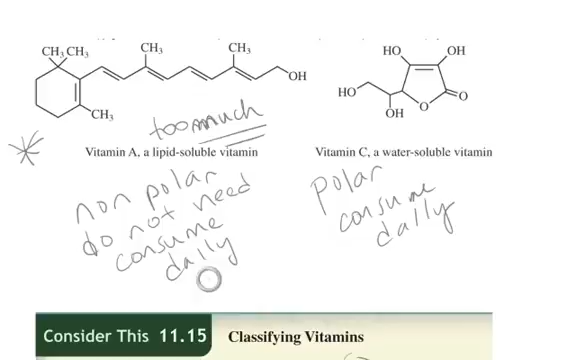 CH₃ CH₃ CH₃ CH₃ HO OH
OH HO
CH₃ OH O O
too much
Vitamin A, a lipid-soluble vitamin Vitamin C, a water-soluble vitamin
non polar
do not need
consume
daily
Polar
consume
daily
Consider This 11.15 Classifying Vitamins